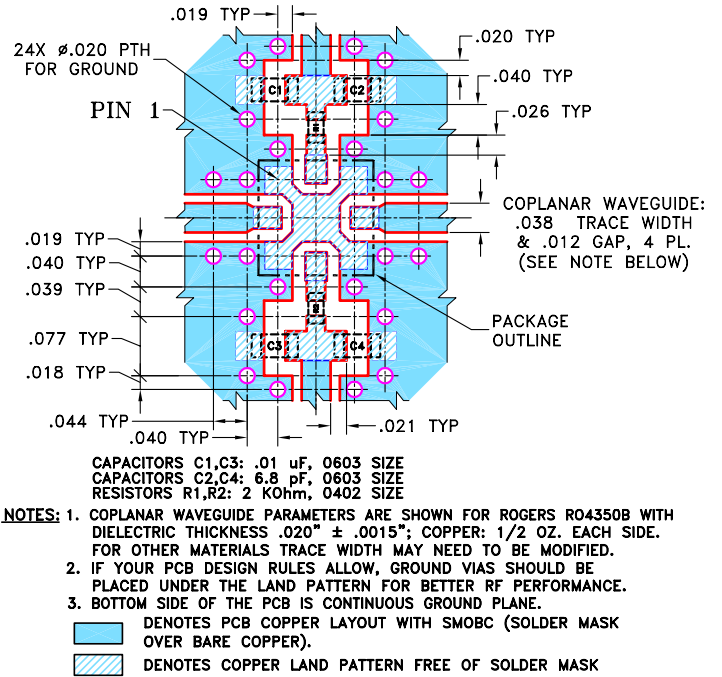 .019 TYP
24X ø.020 PTH
FOR GROUND
PIN 1
C1
C2
R
.020 TYP
.040 TYP
.026 TYP
COPLANAR WAVEGUIDE:
.038 TRACE WIDTH
& .012 GAP, 4 PL.
(SEE NOTE BELOW)
.019 TYP
.040 TYP
.039 TYP
.077 TYP
.018 TYP
.044 TYP
.040 TYP
R
C3
C4
PACKAGE
OUTLINE
.021 TYP
CAPACITORS C1,C3: .01 uF, 0603 SIZE
CAPACITORS C2,C4: 6.8 pF, 0603 SIZE
RESISTORS R1,R2: 2 KOhm, 0402 SIZE
NOTES: 1. COPLANAR WAVEGUIDE PARAMETERS ARE SHOWN FOR ROGERS RO4350B WITH
DIELECTRIC THICKNESS .020" ± .0015"; COPPER: 1/2 OZ. EACH SIDE.
FOR OTHER MATERIALS TRACE WIDTH MAY NEED TO BE MODIFIED.
2. IF YOUR PCB DESIGN RULES ALLOW, GROUND VIAS SHOULD BE
PLACED UNDER THE LAND PATTERN FOR BETTER RF PERFORMANCE.
3. BOTTOM SIDE OF THE PCB IS CONTINUOUS GROUND PLANE.
DENOTES PCB COPPER LAYOUT WITH SMOBC (SOLDER MASK
OVER BARE COPPER).
DENOTES COPPER LAND PATTERN FREE OF SOLDER MASK